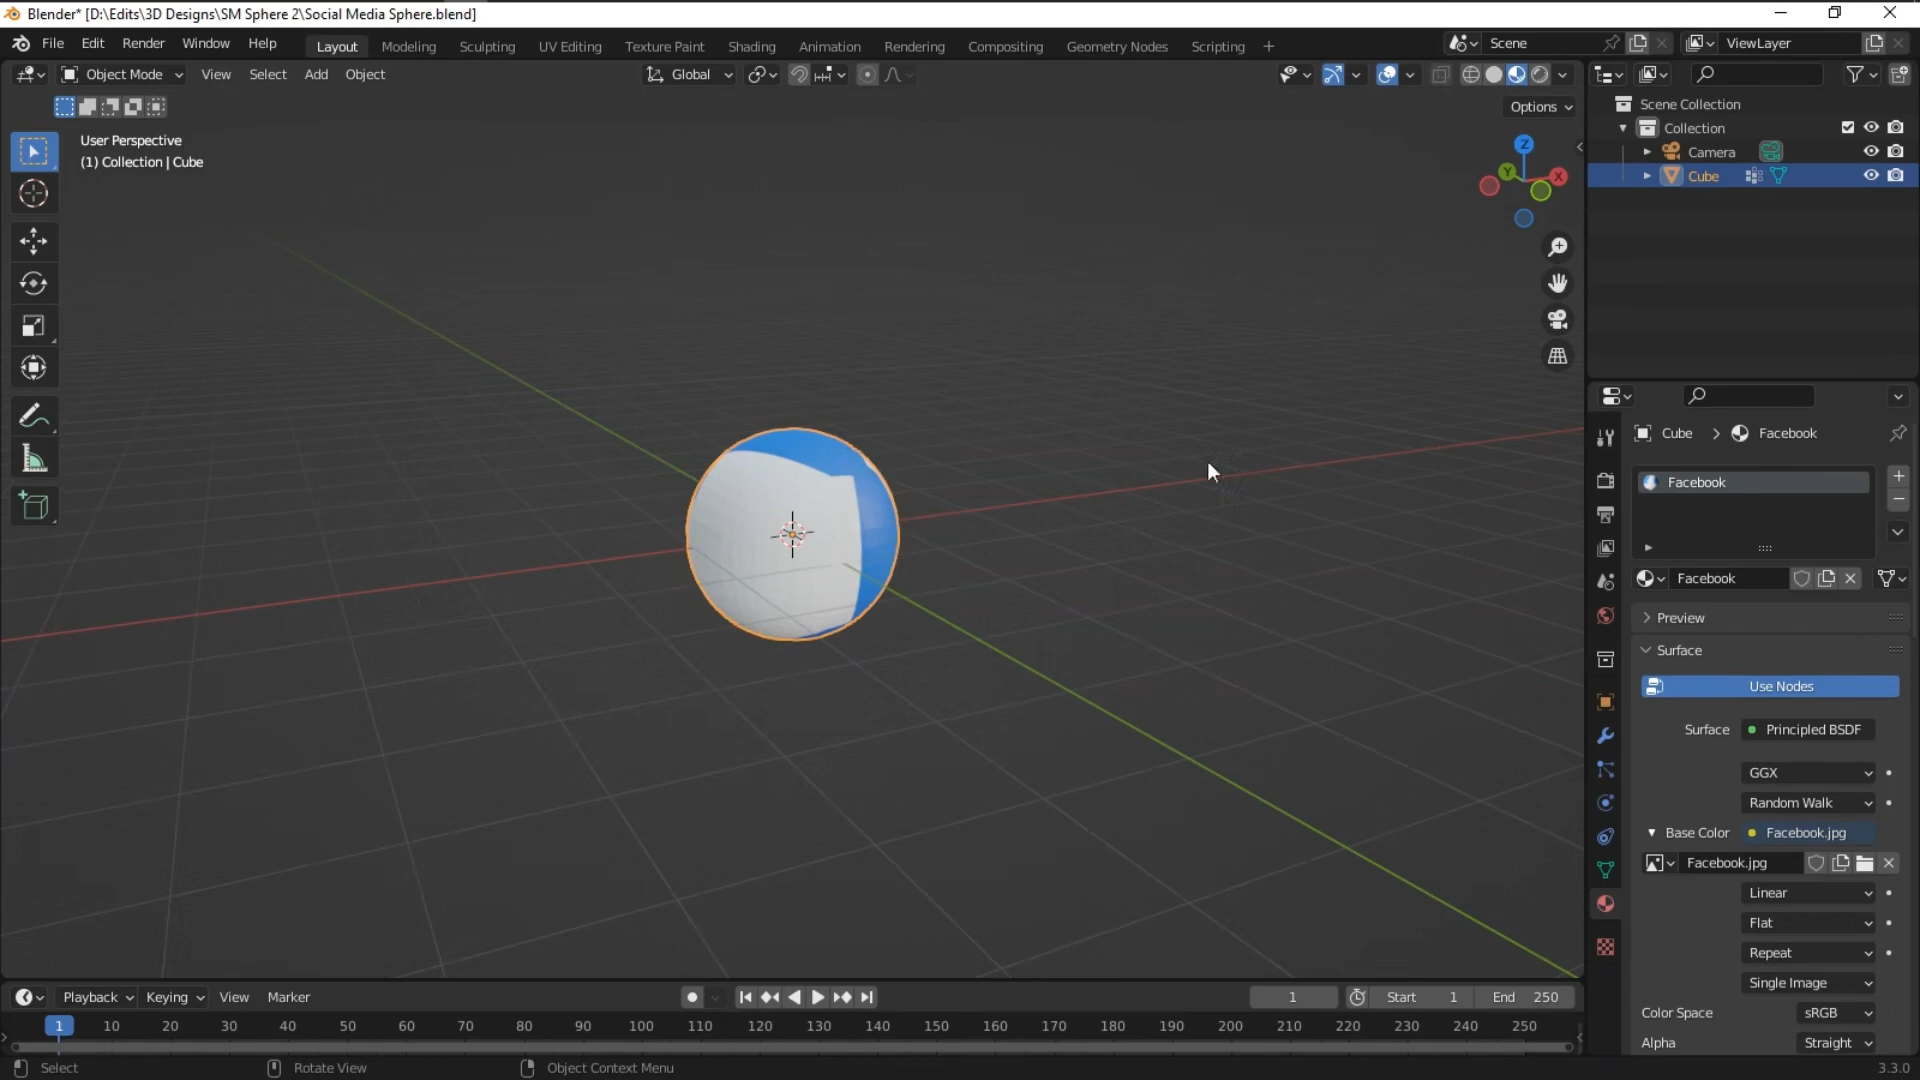 Blender* [D:\Edits\3D Designs\SM Sphere 2\Social Media Sphere.blend]
File Edit Render Window Help Layout Modeling Sculpting UV Editing Texture Paint Shading Animation Rendering Compositing Geometry Nodes Scripting + Scene ViewLayer
Object Mode View Select Add Object Global
Options
User Perspective
(1) Collection | Cube
Z
Y
X
Scene Collection
Collection
Camera
Cube
Cube > Facebook
Facebook
Facebook
Preview
Surface
Use Nodes
Surface Principled BSDF
GGX
Random Walk
Base Color Facebook.jpg
Facebook.jpg
Linear
Flat
Repeat
Single Image
Color Space sRGB
Alpha Straight
Playback Keying View Marker 1 Start 1 End 250
1 10 20 30 40 50 60 70 80 90 100 110 120 130 140 150 160 170 180 190 200 210 220 230 240 250
Select Rotate View Object Context Menu 3.3.0